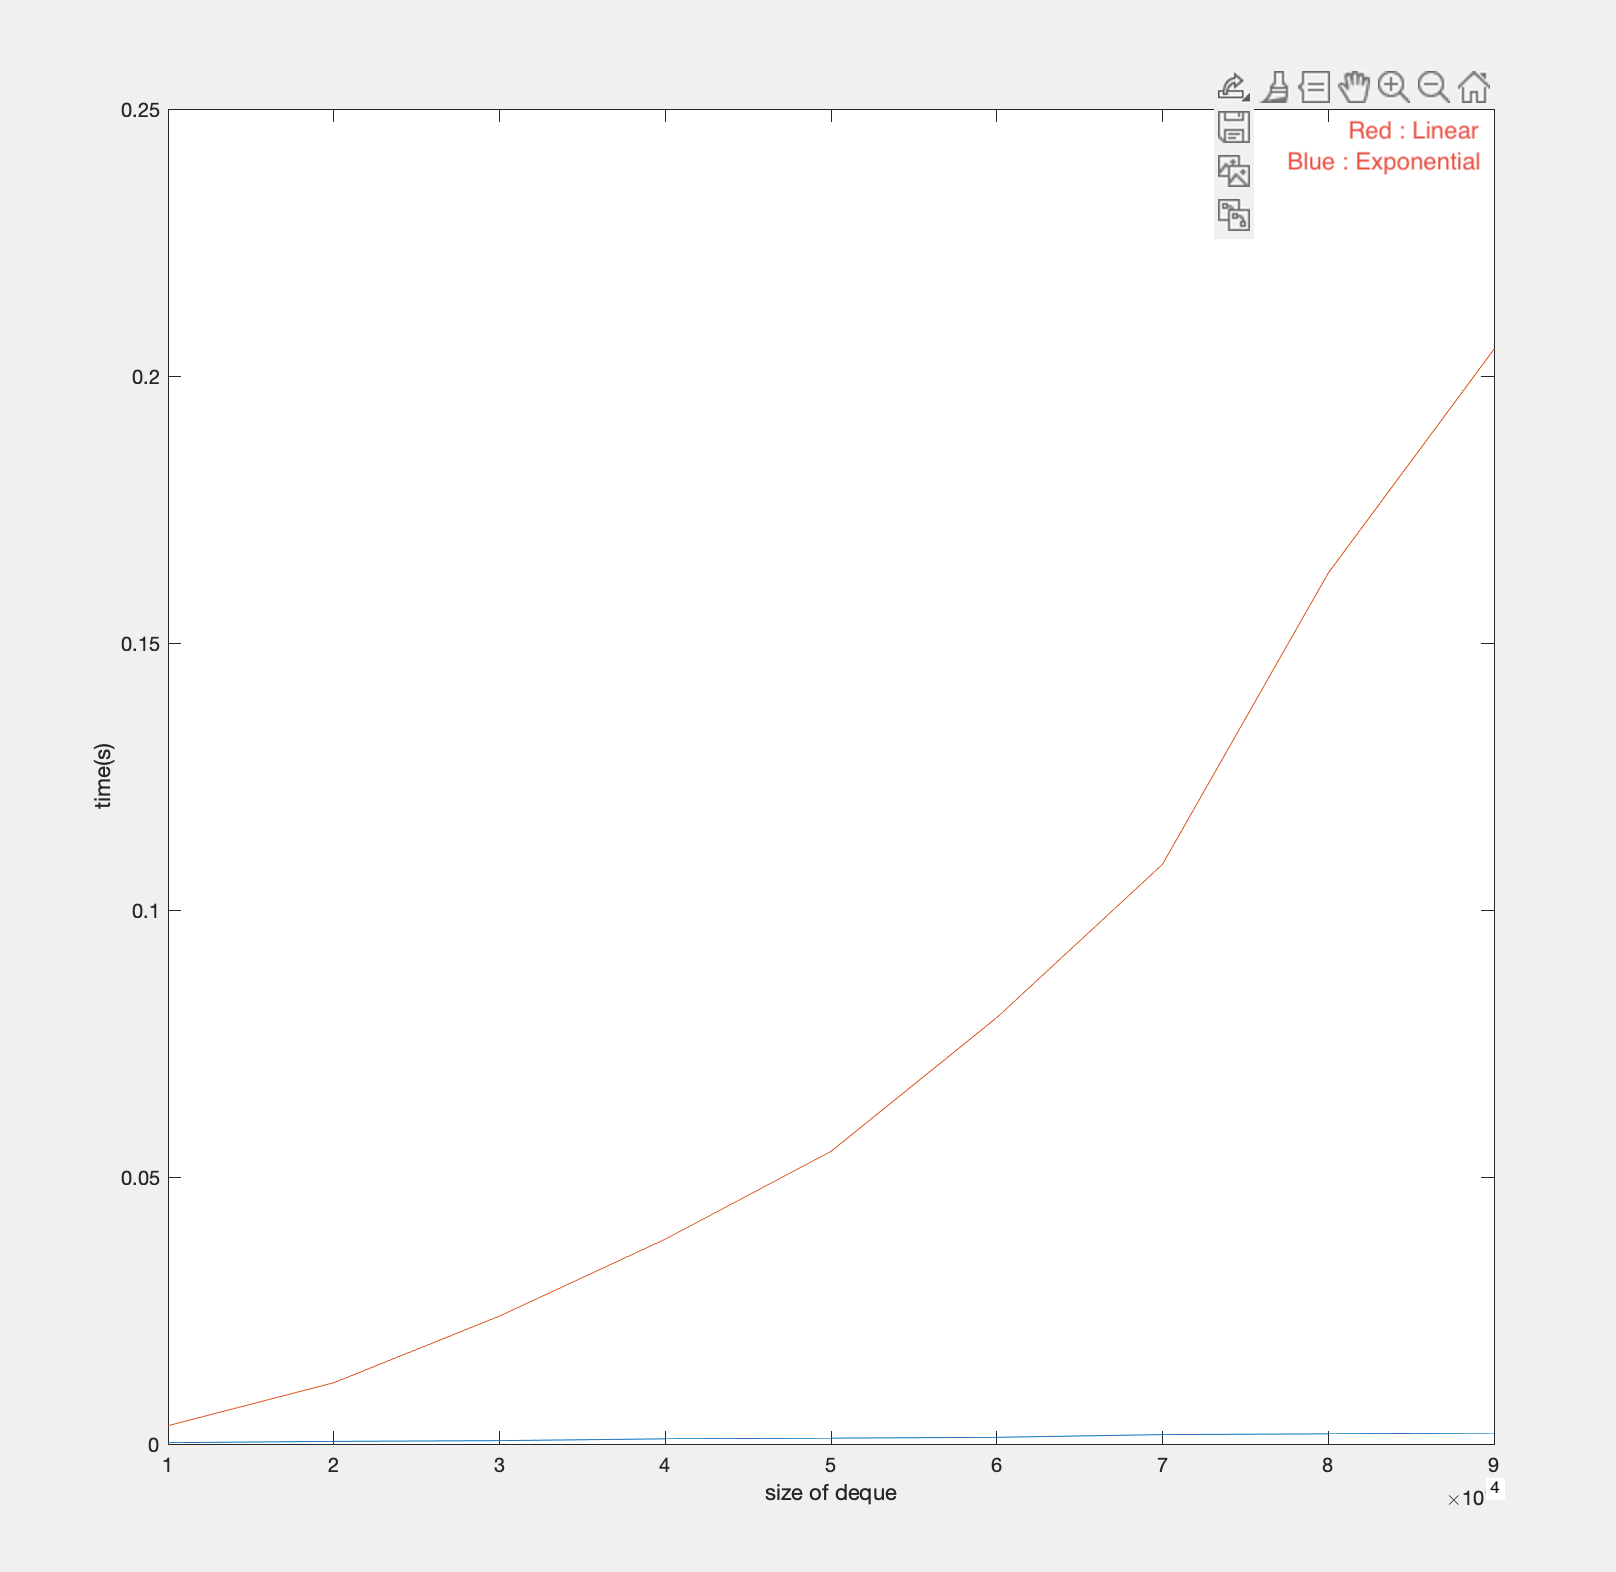 Red : Linear
Blue : Exponential
0.25
0.2
0.15
0.1
0.05
0
time(s)
1 2 3 4 5 6 7 8 9
size of deque
×10 4